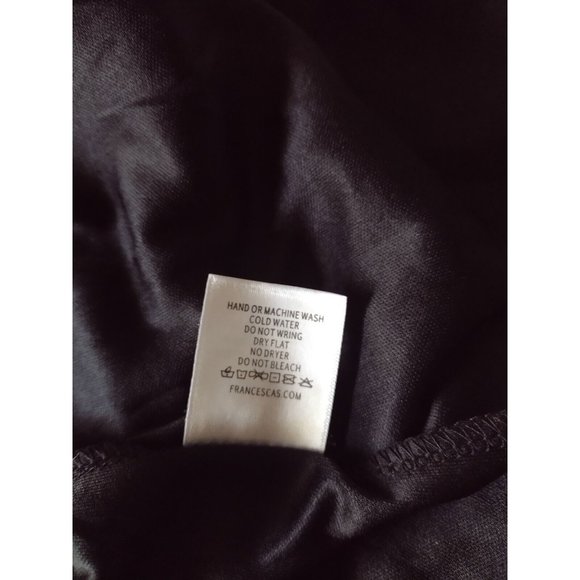 HAND OR MACHINE WASH
COLD WATER
DO NOT WRING
DRY FLAT
NO DRYER
DO NOT BLEACH
FRANCESCAS.COM